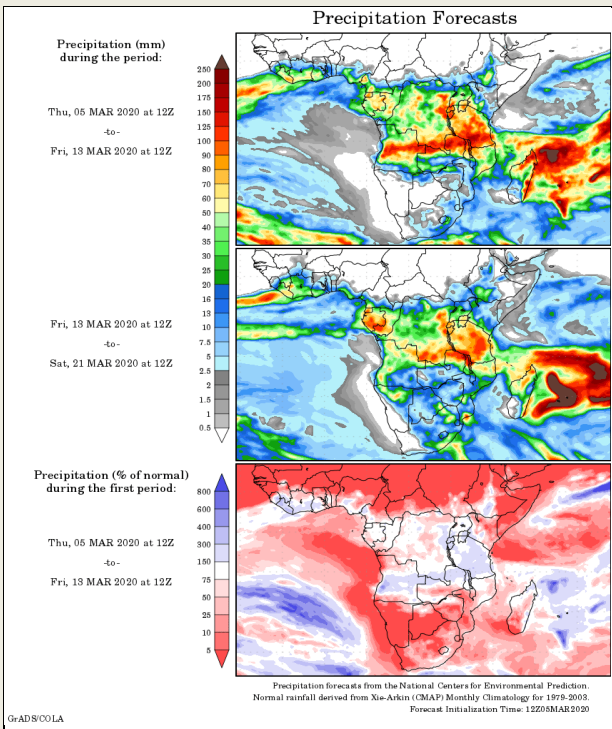 Precipitation Forecasts
Precipitation (mm)
during the period:
Thu, 05 MAR 2020 at 12Z
-to-
Fri, 13 MAR 2020 at 12Z
250
200
175
150
125
100
90
80
70
60
50
40
35
30
25
20
16
13
10
7.5
5
2.5
2
1.5
1
0.5
Fri, 13 MAR 2020 at 12Z
-to-
Sat, 21 MAR 2020 at 12Z
Precipitation (% of normal)
during the first period:
Thu, 05 MAR 2020 at 12Z
-to-
Fri, 13 MAR 2020 at 12Z
800
600
400
300
150
75
50
25
10
5
Precipitation forecasts from the National Centers for Environmental Prediction.
Normal rainfall derived from Xie-Arkin (CMAP) Monthly Climatology for 1979-2003.
Forecast Initialization Time: 12Z05MAR2020
GrADS/COLA